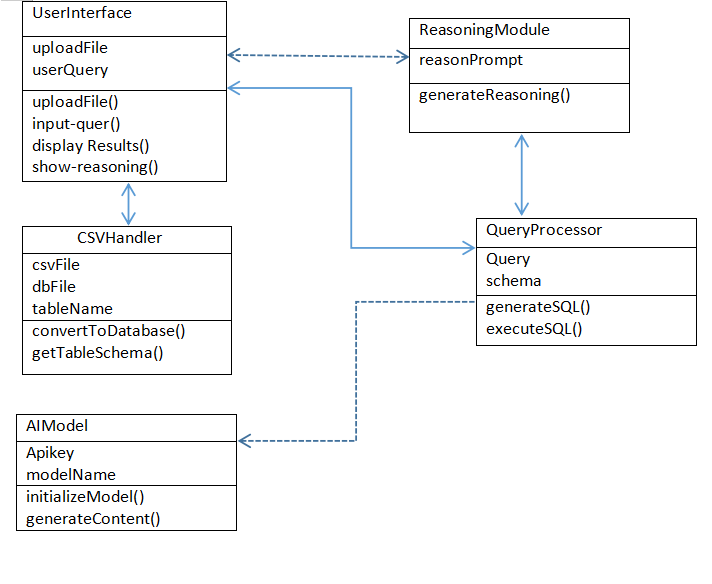 UserInterface
uploadFile
userQuery
uploadFile()
input-quer()
display Results()
show-reasoning()
ReasoningModule
reasonPrompt
generateReasoning()
CSVHandler
csvFile
dbFile
tableName
convertToDatabase()
getTableSchema()
QueryProcessor
Query
schema
generateSQL()
executeSQL()
AIModel
Apikey
modelName
initializeModel()
generateContent()